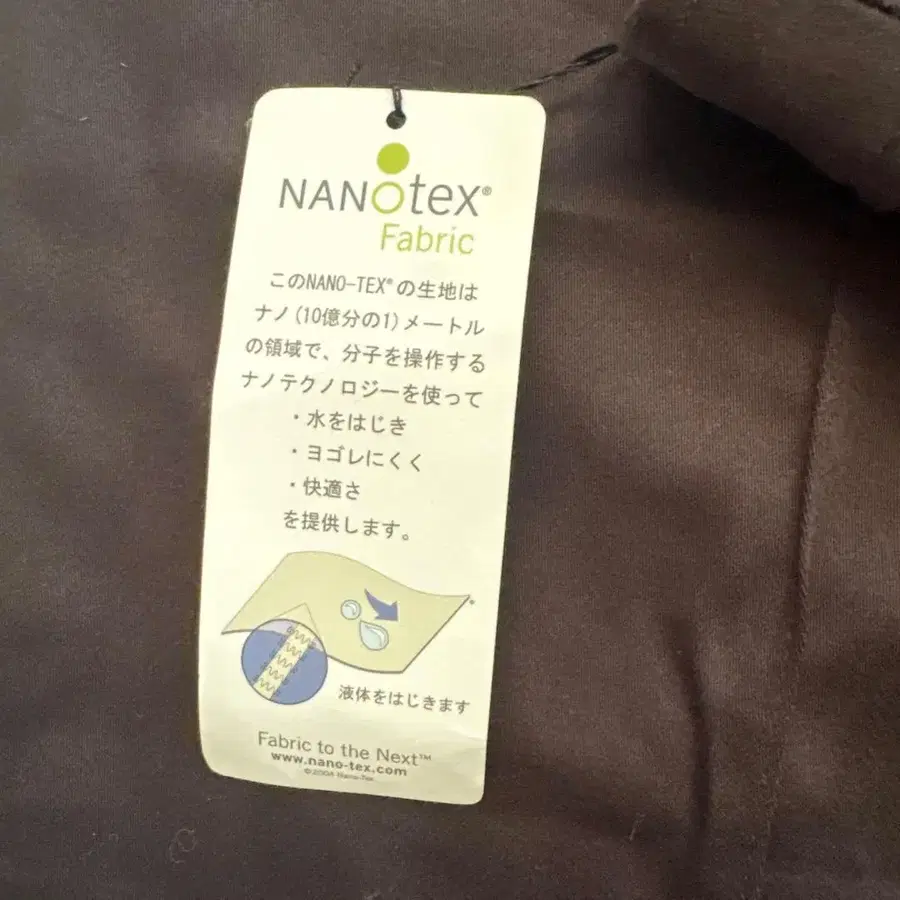 NANOtex®
Fabric
このNANO-TEX®の生地は
ナノ(10億分の1)メートル
の領域で、分子を操作する
ナノテクノロジーを使って
・水をはじき
・ヨゴレにくく
・快適さ
を提供します。
液体をはじきます
Fabric to the Next™
www.nano-tex.com
©2004 Nano-Tex